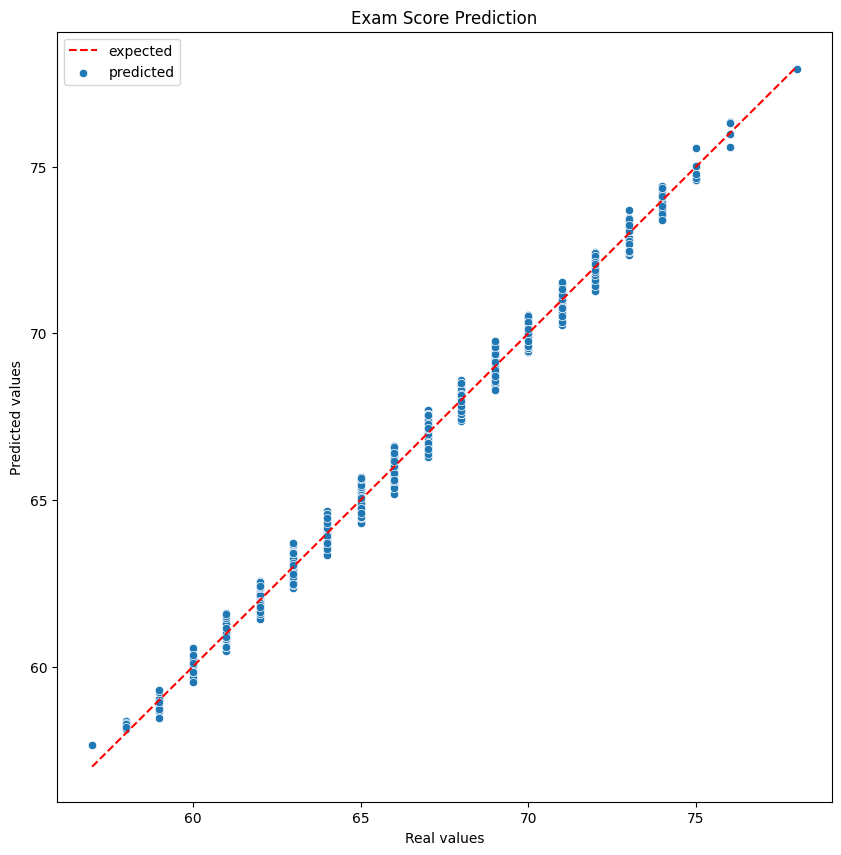 Exam Score Prediction
expected
predicted
75
70
65
60
Predicted values
60 65 70 75
Real values